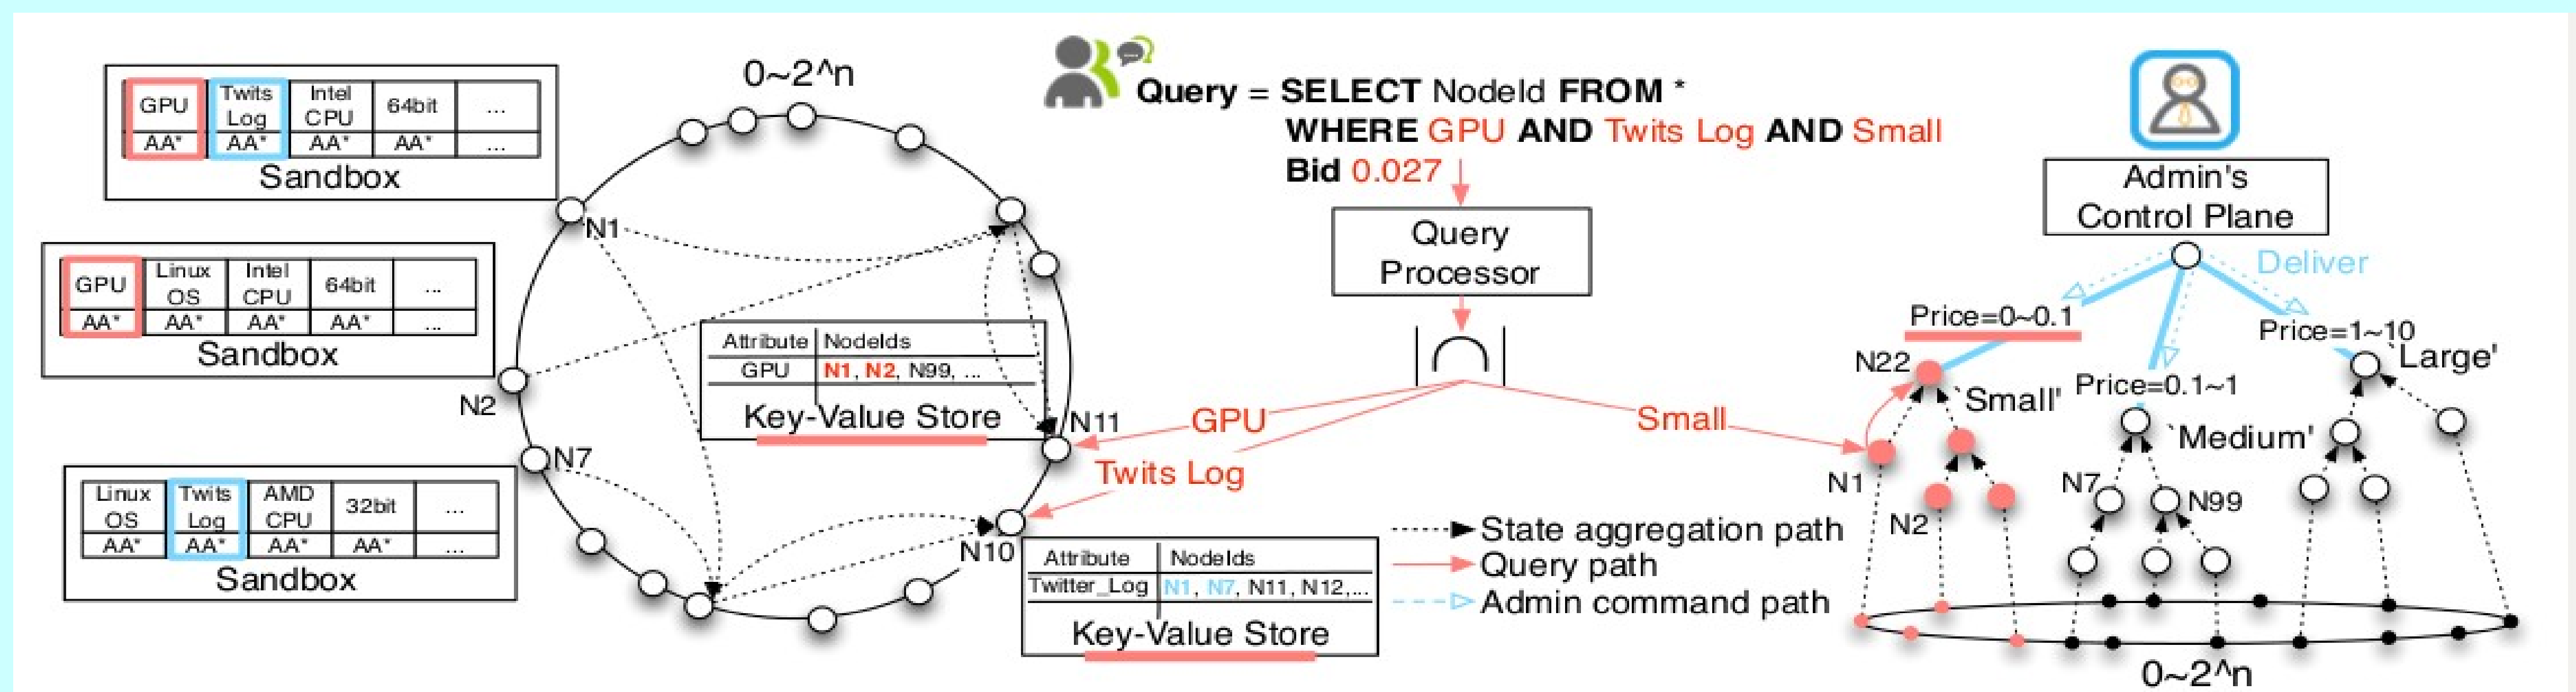 GPU
Twits
Log
Intel
CPU
64bit
...
AA*
AA*
AA*
AA*
...
Sandbox
GPU
Linux
OS
Intel
CPU
64bit
...
AA*
AA*
AA*
AA*
...
Sandbox
Linux
OS
Twits
Log
AMD
CPU
32bit
...
AA*
AA*
AA*
AA*
...
Sandbox
0~2^n
N1
N2
N7
N11
N10
Attribute NodeIds
GPU N1, N2, N99, ...
Key-Value Store
Attribute NodeIds
Twitter_Log N1, N7, N11, N12,...
Key-Value Store
Query = SELECT NodeId FROM *
WHERE GPU AND Twits Log AND Small
Bid 0.027
Query
Processor
GPU
Twits Log
Small
State aggregation path
Query path
Admin command path
Admin's
Control Plane
Deliver
Price=0~0.1
Price=1~10
N22
`Small'
Price=0.1~1
`Large'
`Medium'
N1
N2
N7
N99
0~2^n